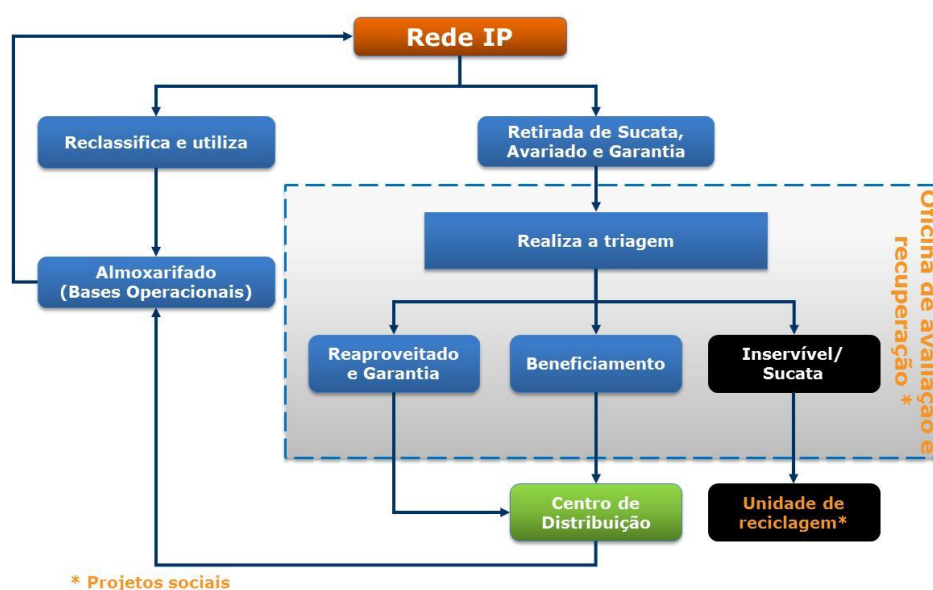 Rede IP
Reclassifica e utiliza
Retirada de Sucata,
Avariado e Garantia
Realiza a triagem
Almoxarifado
(Bases Operacionais)
Reaproveitado
e Garantia
Beneficiamento
Inservível/
Sucata
Oficina de avaliação e
recuperação *
Centro de
Distribuição
Unidade de
reciclagem*
* Projetos sociais